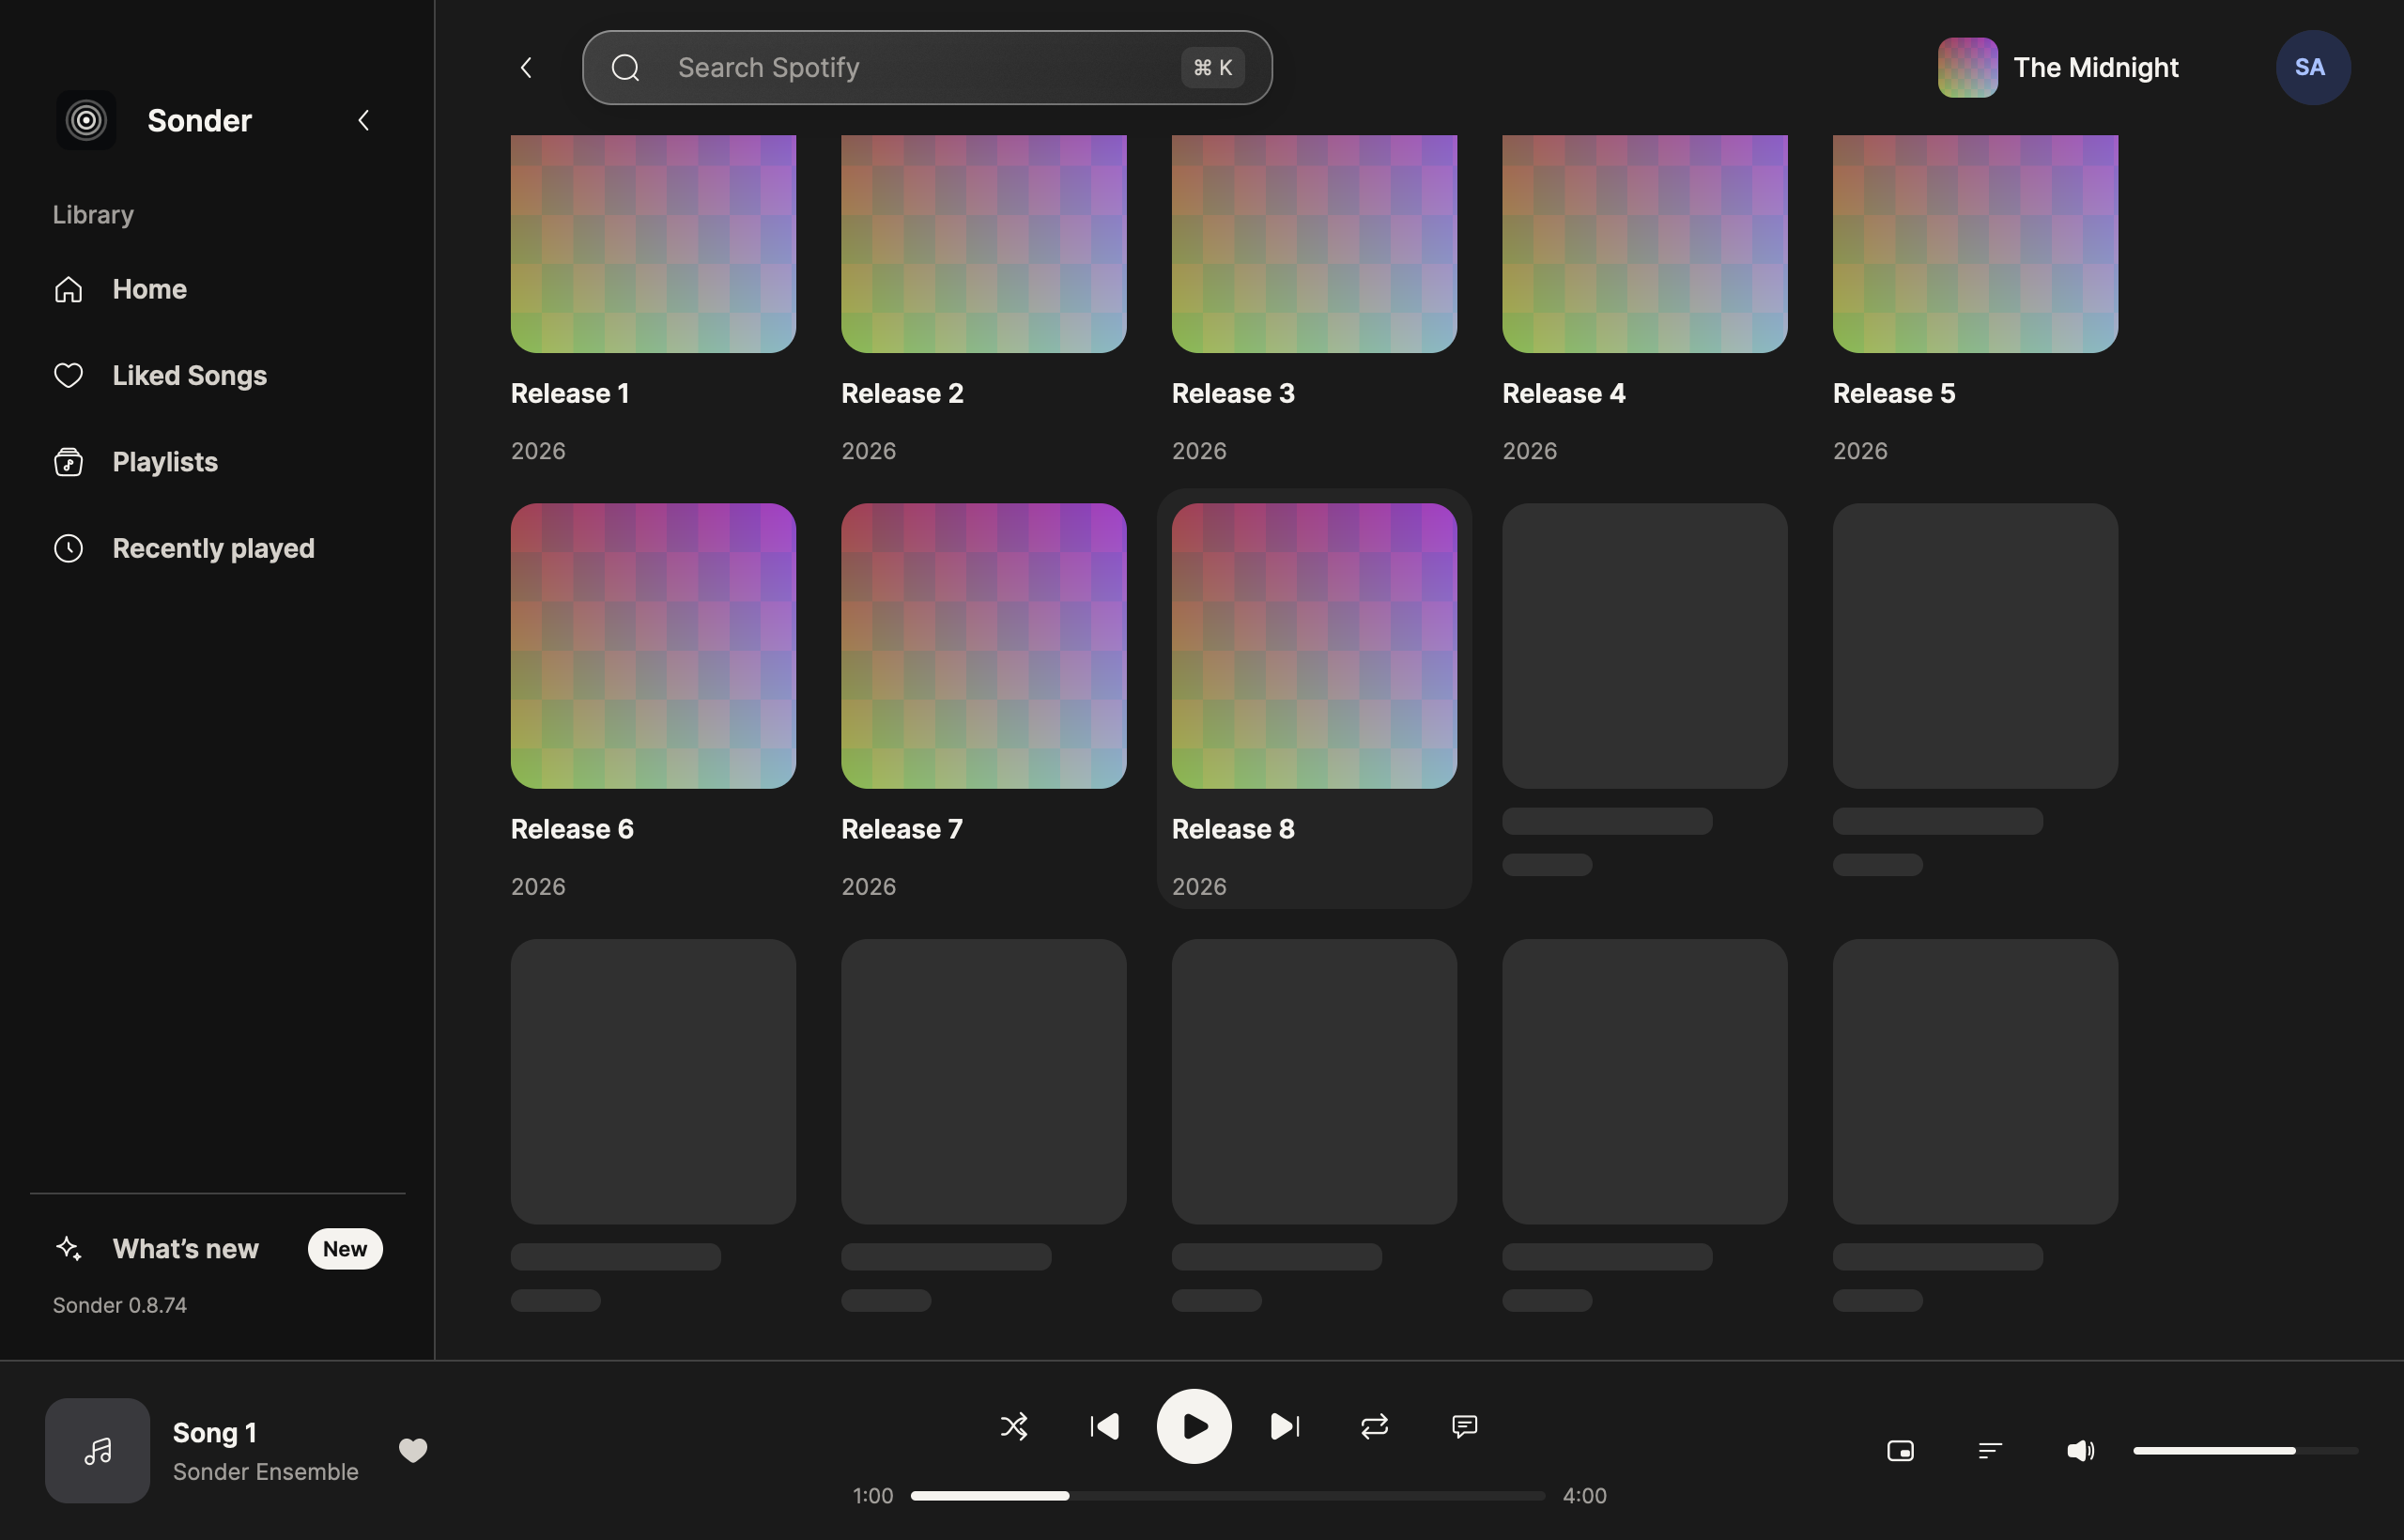 Search Spotify
⌘ K
The Midnight
SA
Sonder
Library
Home
Liked Songs
Playlists
Recently played
Release 1
Release 2
Release 3
Release 4
Release 5
2026
2026
2026
2026
2026
Release 6
Release 7
Release 8
2026
2026
2026
What’s new
New
Sonder 0.8.74
Song 1
Sonder Ensemble
1:00
4:00